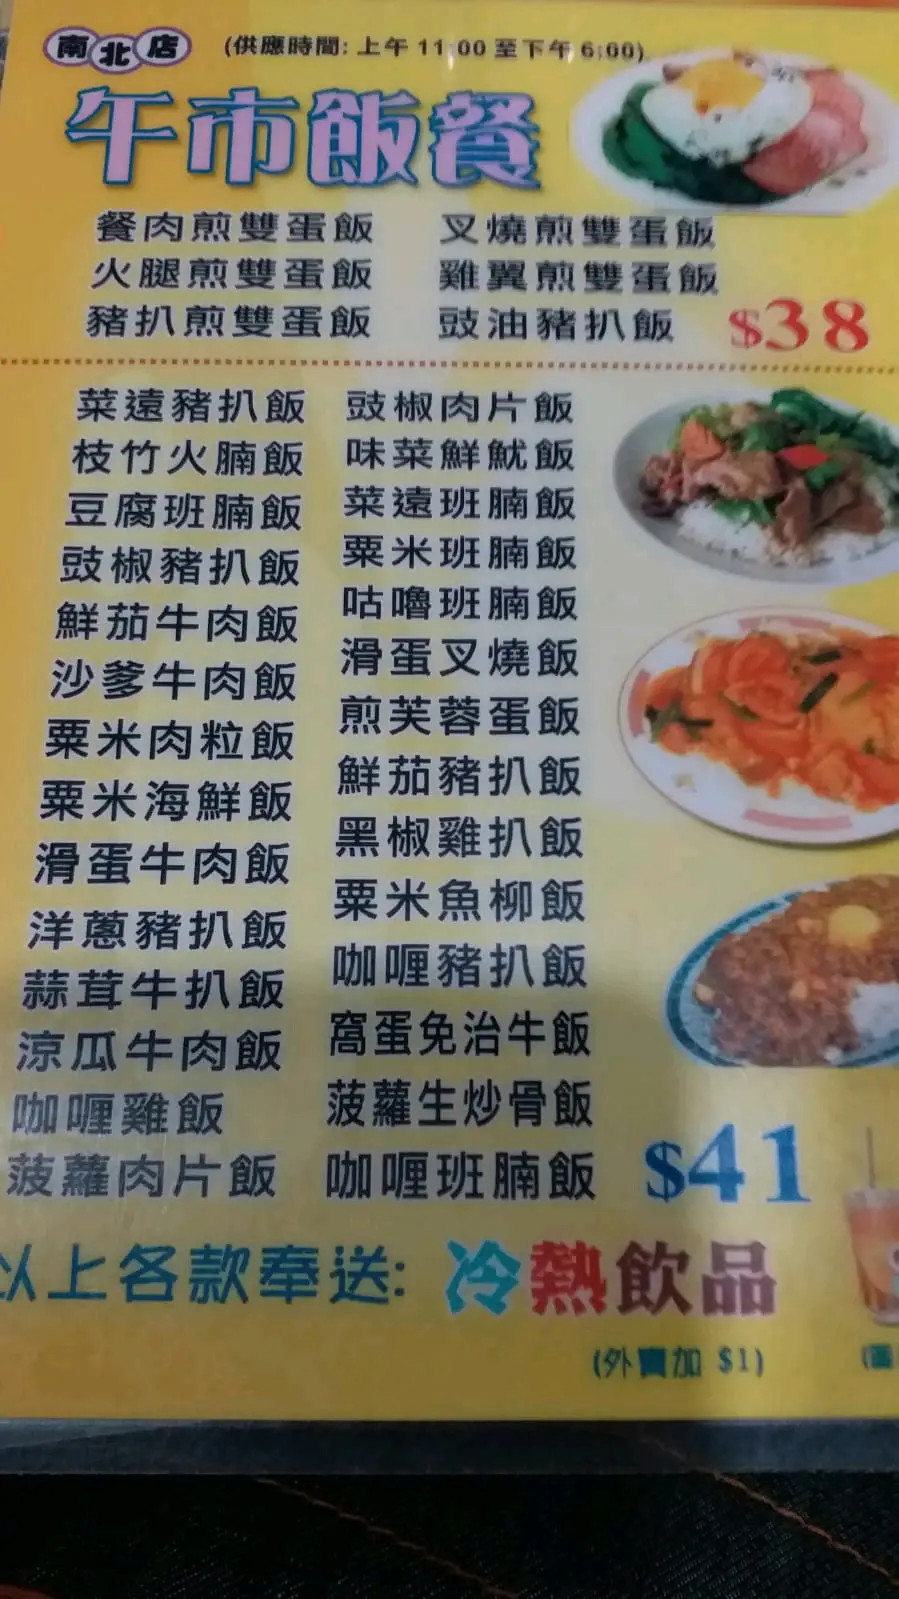 南北店 (供應時間: 上午 11:00 至下午 6:00)
午市飯餐
餐肉煎雙蛋飯 叉燒煎雙蛋飯
火腿煎雙蛋飯 雞翼煎雙蛋飯
豬扒煎雙蛋飯 豉油豬扒飯 $38
菜遠豬扒飯 豉椒肉片飯
枝竹火腩飯 味菜鮮魷飯
豆腐班腩飯 菜遠班腩飯
豉椒豬扒飯 粟米班腩飯
鮮茄牛肉飯 咕嚕班腩飯
沙爹牛肉飯 滑蛋叉燒飯
粟米肉粒飯 煎芙蓉蛋飯
粟米海鮮飯 鮮茄豬扒飯
滑蛋牛肉飯 黑椒雞扒飯
洋蔥豬扒飯 粟米魚柳飯
蒜茸牛扒飯 咖喱豬扒飯
涼瓜牛肉飯 窩蛋免治牛飯
咖喱雞飯 菠蘿生炒骨飯
菠蘿肉片飯 咖喱班腩飯 $41
以上各款奉送: 冷熱飲品
(外賣加 $1)